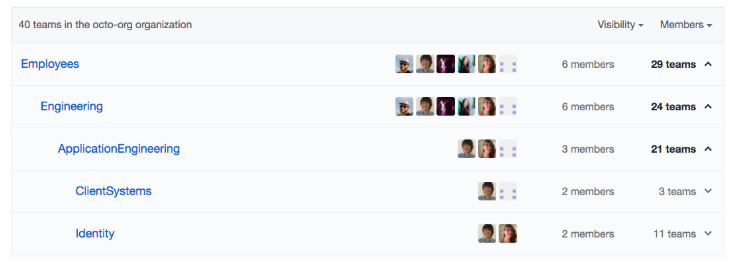 40 teams in the octo-org organization Visibility Members
Employees 6 members 29 teams
Engineering 6 members 24 teams
ApplicationEngineering 3 members 21 teams
ClientSystems 2 members 3 teams
Identity 2 members 11 teams